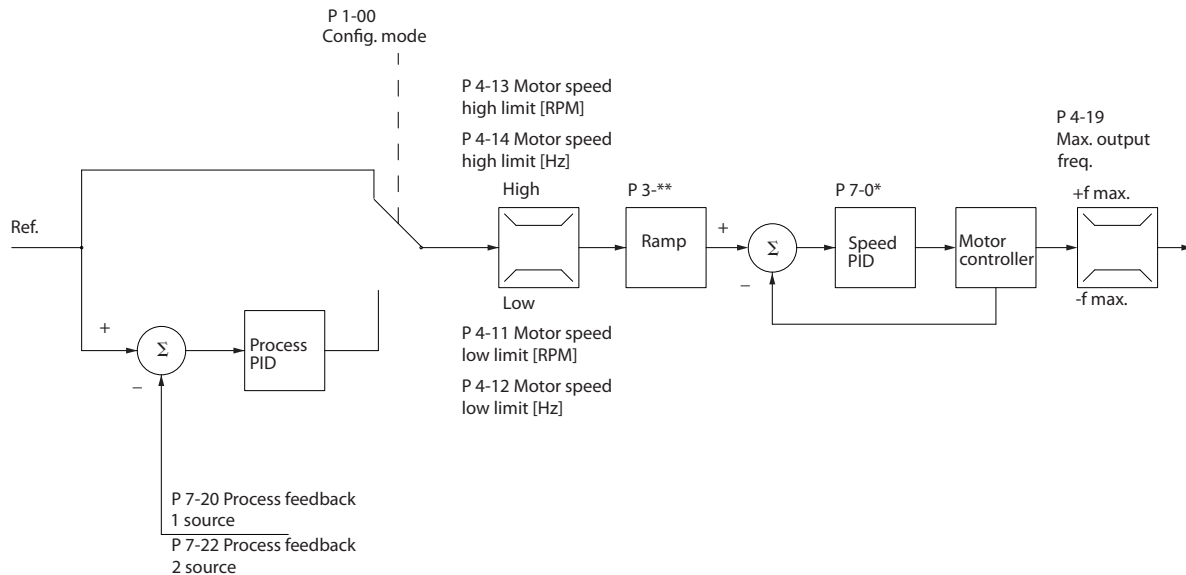 P 1-00
Config. mode
P 4-13 Motor speed
high limit [RPM]
P 4-14 Motor speed
high limit [Hz]
P 4-19
Max. output
freq.
High
P 3-**
P 7-0*
+f max.
Ref.
+
Ramp
Σ
Speed
PID
Motor
controller
–
Low
-f max.
+
Σ
Process
PID
–
P 4-11 Motor speed
low limit [RPM]
P 4-12 Motor speed
low limit [Hz]
P 7-20 Process feedback
1 source
P 7-22 Process feedback
2 source